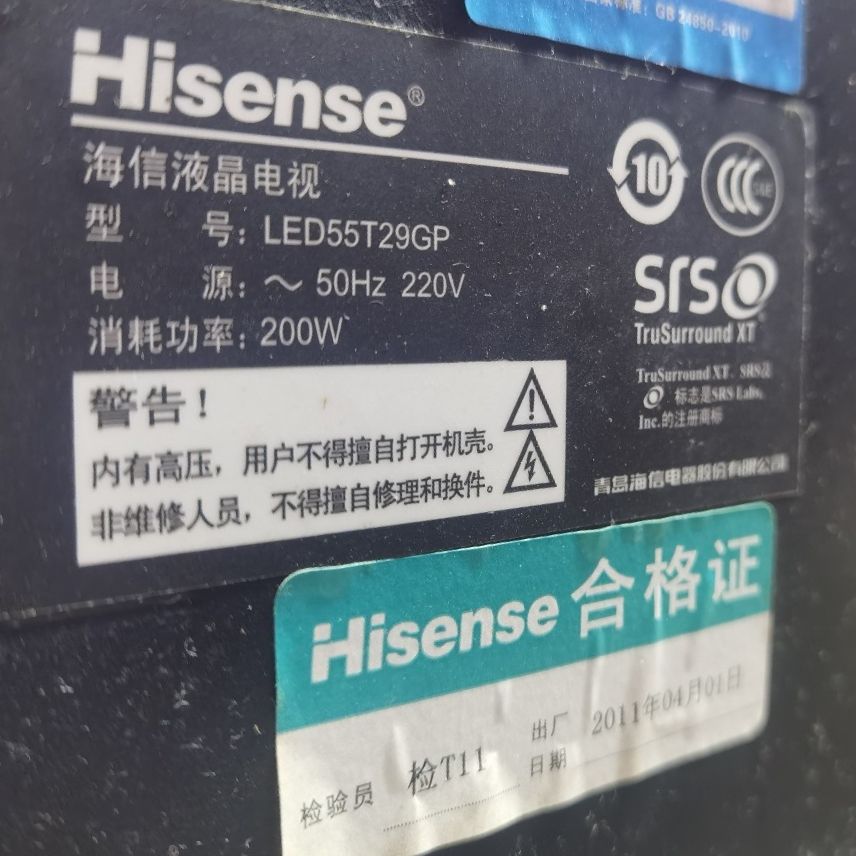 GB 24850-2010
Hisense®
海信液晶电视
型 号: LED55T29GP
电 源: ～ 50Hz 220V
消耗功率: 200W
10
CCC
SRS
TruSurround XT
TruSurround XT、SRS及
标志是SRS Labs,
Inc.的注册商标
警告！
内有高压，用户不得擅自打开机壳。
非维修人员，不得擅自修理和换件。
青岛海信电器股份有限公司
Hisense 合格证
检验员 检T11 出厂日期 2011年04月01日